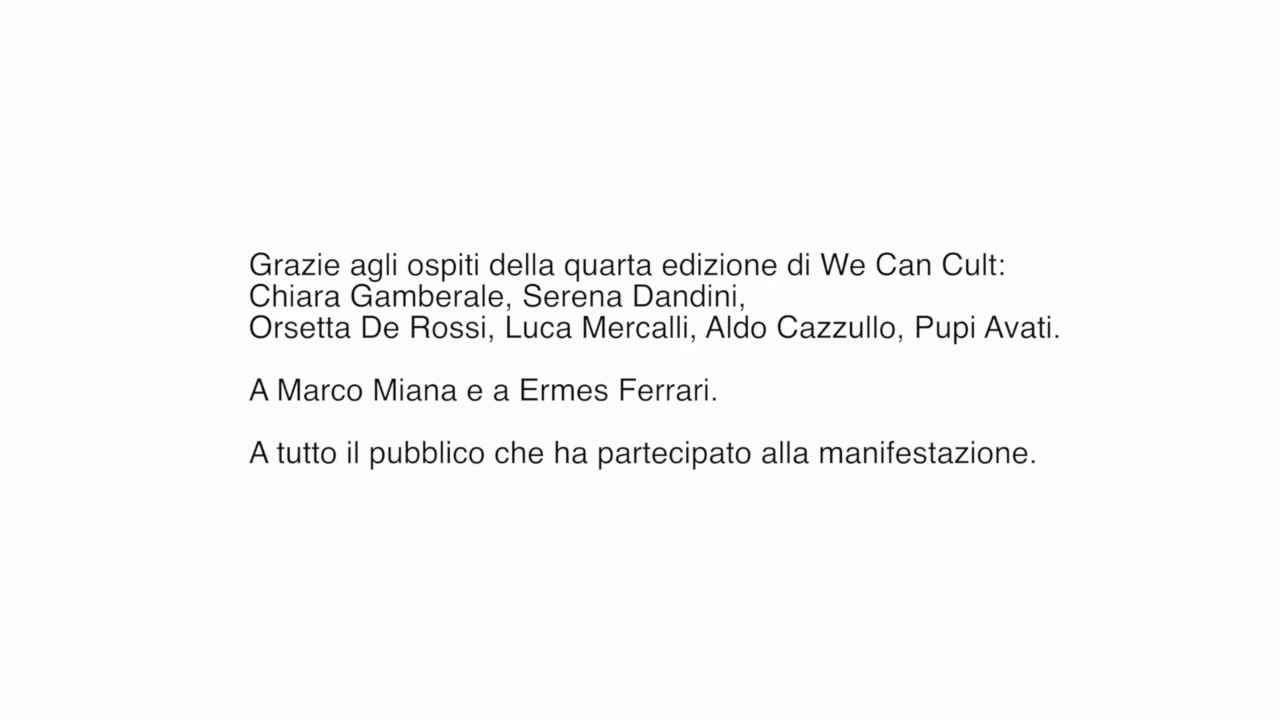 Grazie agli ospiti della quarta edizione di We Can Cult:
Chiara Gamberale, Serena Dandini,
Orsetta De Rossi, Luca Mercalli, Aldo Cazzullo, Pupi Avati.
A Marco Miana e a Ermes Ferrari.
A tutto il pubblico che ha partecipato alla manifestazione.